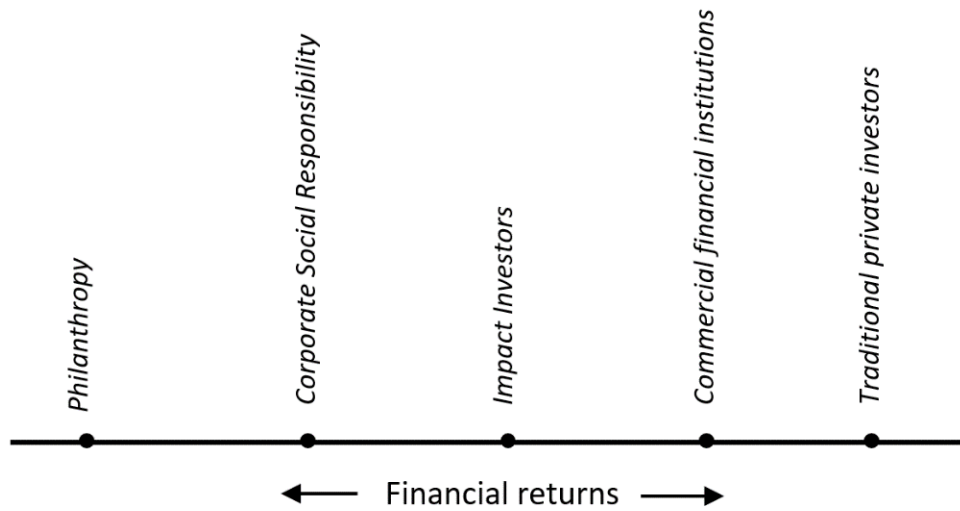 Philanthropy
Corporate Social Responsibility
Impact Investors
Commercial financial institutions
Traditional private investors
Financial returns